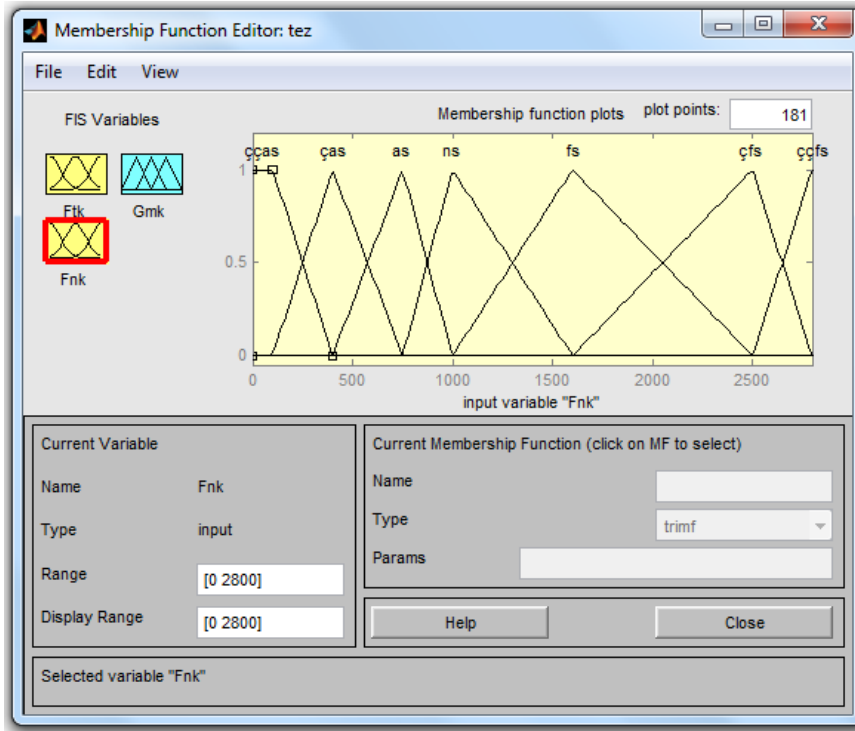 Membership Function Editor: tez
File Edit View
FIS Variables
Membership function plots plot points: 181
Ftk Gmk
Fnk
çças ças as ns fs çfs ççfs
1
0.5
0
0 500 1000 1500 2000 2500
input variable "Fnk"
Current Variable
Name Fnk
Type input
Range [0 2800]
Display Range [0 2800]
Current Membership Function (click on MF to select)
Name
Type trimf
Params
Help Close
Selected variable "Fnk"